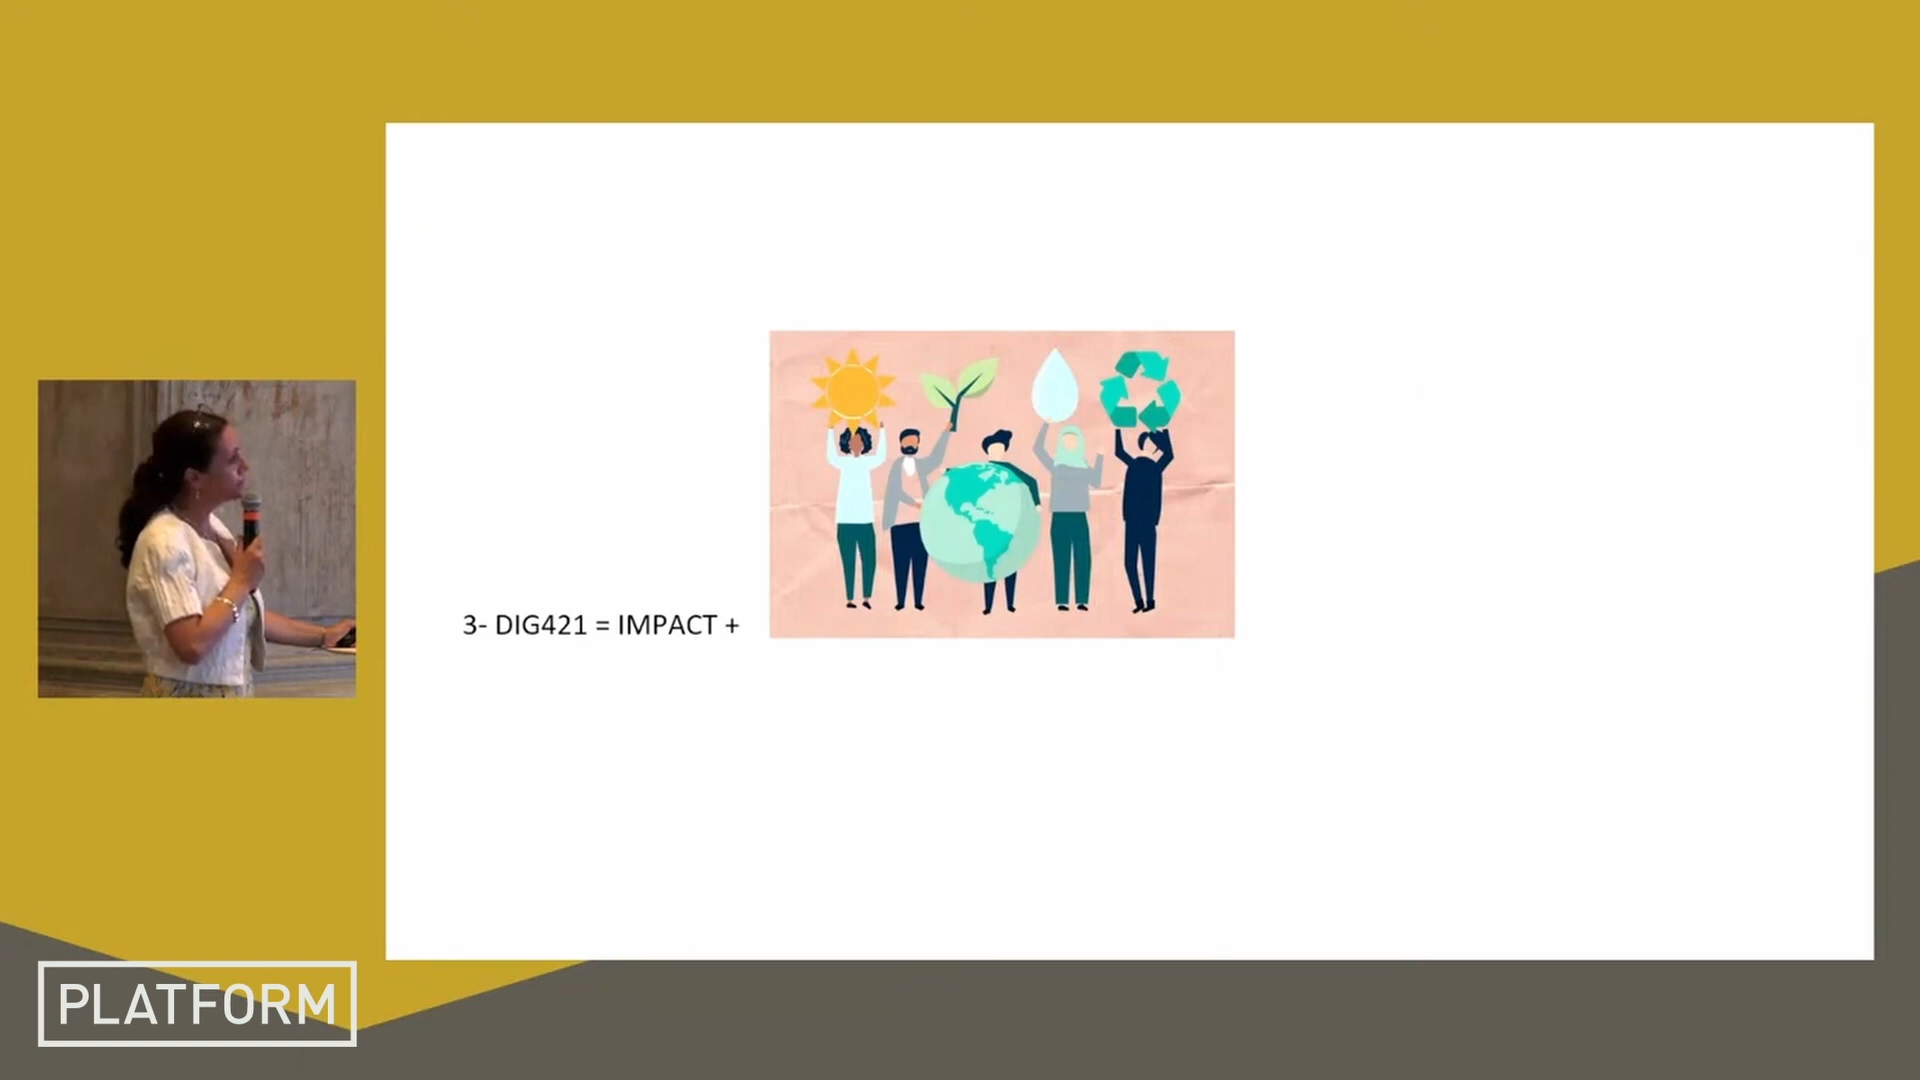 3- DIG421 = IMPACT +
PLATFORM